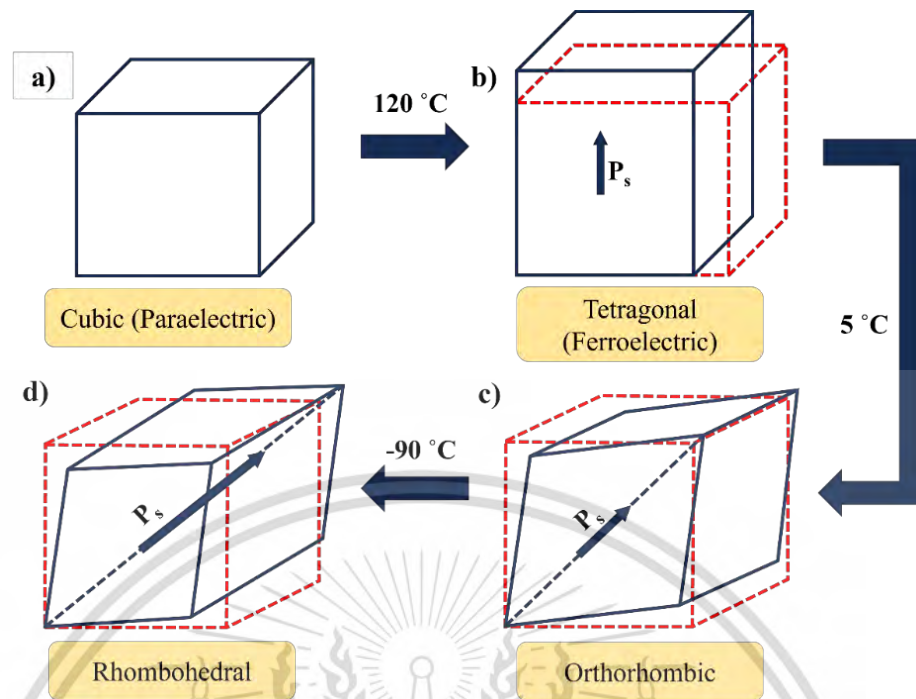 a)
120 ˚C
b)
Pₛ
Cubic (Paraelectric)
Tetragonal
(Ferroelectric)
5 ˚C
d)
-90 ˚C
c)
Pₛ
Pₛ
Rhombohedral
Orthorhombic